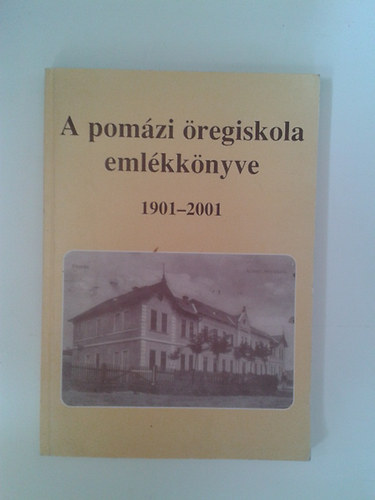 A pomázi öregiskola
emlékkönyve
1901–2001